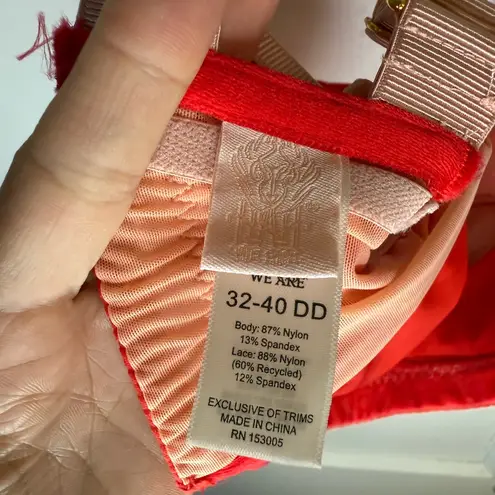 WE ARE
32-40 DD
Body: 87% Nylon
13% Spandex
Lace: 88% Nylon
(60% Recycled)
12% Spandex
EXCLUSIVE OF TRIMS
MADE IN CHINA
RN 153005